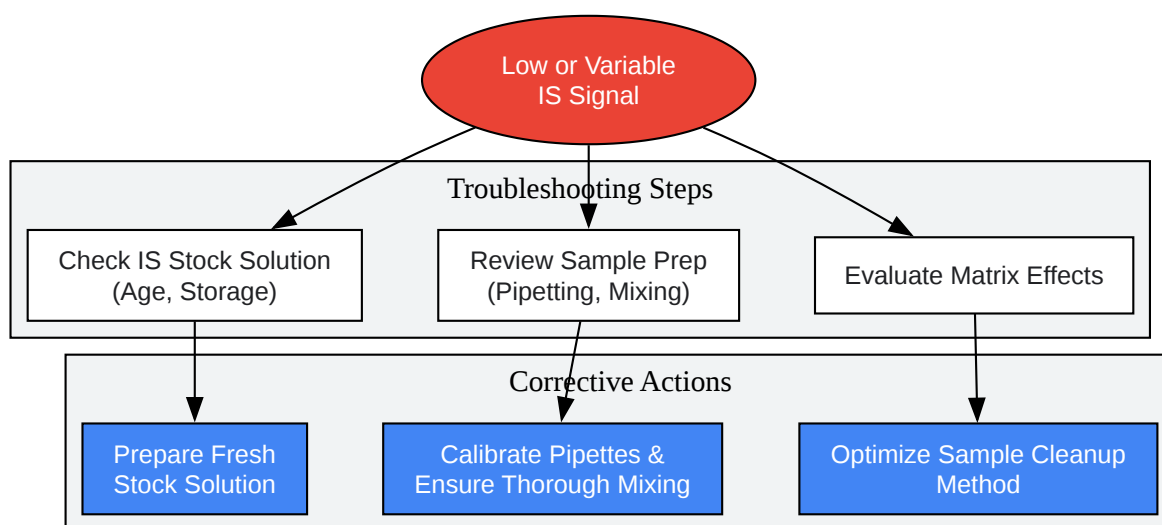 Low or Variable
IS Signal
Troubleshooting Steps
Check IS Stock Solution
(Age, Storage)
Review Sample Prep
(Pipetting, Mixing)
Evaluate Matrix Effects
Corrective Actions
Prepare Fresh
Stock Solution
Calibrate Pipettes &
Ensure Thorough Mixing
Optimize Sample Cleanup
Method